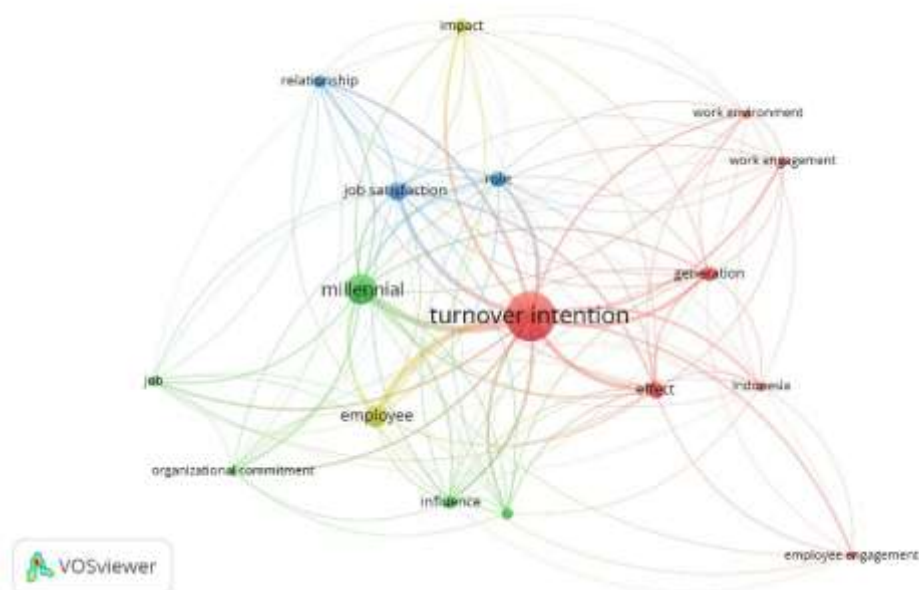 impact
relationship
work environment
work engagement
role
job satisfaction
generation
millennial
turnover intention
job
effect
indonesia
employee
organizational commitment
influence
employee engagement
VOSviewer